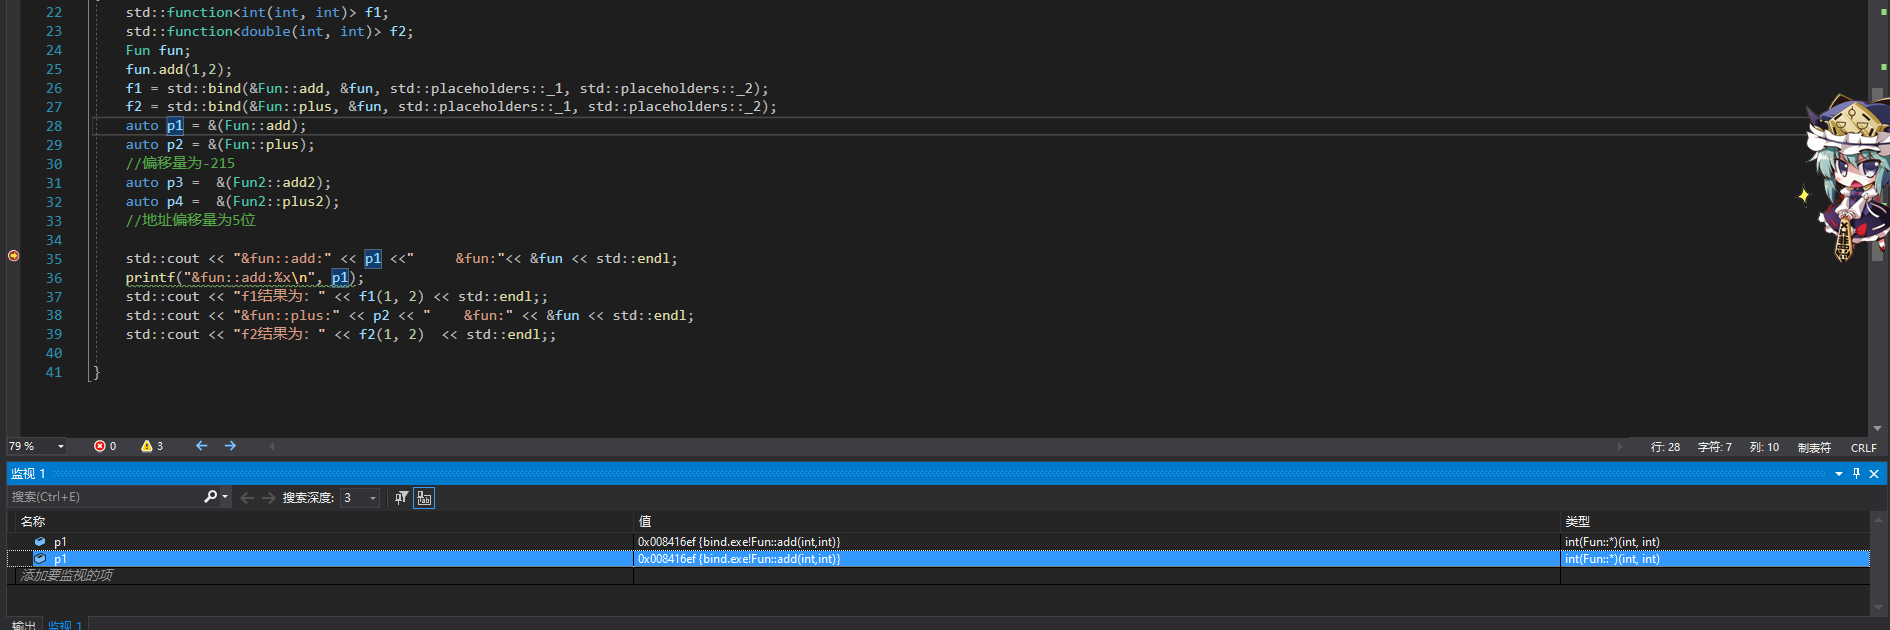 22 std::function<int(int, int)> f1;
23 std::function<double(int, int)> f2;
24 Fun fun;
25 fun.add(1,2);
26 f1 = std::bind(&Fun::add, &fun, std::placeholders::_1, std::placeholders::_2);
27 f2 = std::bind(&Fun::plus, &fun, std::placeholders::_1, std::placeholders::_2);
28 auto p1 = &(Fun::add);
29 auto p2 = &(Fun::plus);
30 //偏移量为-215
31 auto p3 =  &(Fun2::add2);
32 auto p4 =  &(Fun2::plus2);
33 //地址偏移量为5位
34
35 std::cout << "&fun::add:" << p1 <<"     &fun:"<< &fun << std::endl;
36 printf("&fun::add:%x\n", p1);
37 std::cout << "f1结果为: " << f1(1, 2) << std::endl;;
38 std::cout << "&fun::plus:" << p2 << "    &fun:" << &fun << std::endl;
39 std::cout << "f2结果为: " << f2(1, 2)  << std::endl;;
40
41 }
79 % 0 3 行: 28 字符: 7 列: 10 制表符 CRLF
监视 1
搜索(Ctrl+E) 搜索深度: 3
名称 值 类型
p1 0x008416ef {bind.exe!Fun::add(int,int)} int(Fun::*)(int, int)
p1 0x008416ef {bind.exe!Fun::add(int,int)} int(Fun::*)(int, int)
添加要监视的项
输出 监视 1